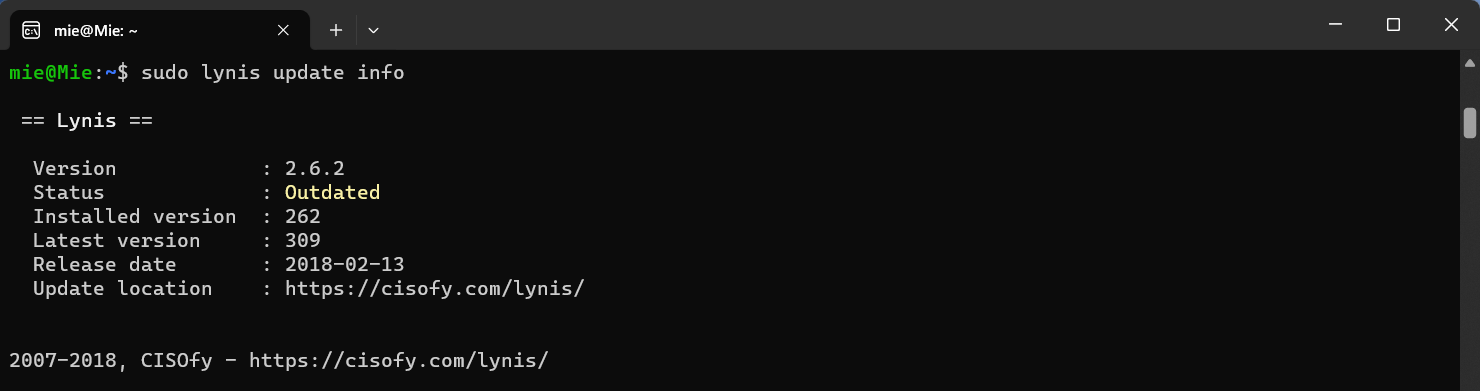 mie@Mie: ~
mie@Mie:~$ sudo lynis update info
== Lynis ==
Version : 2.6.2
Status : Outdated
Installed version : 262
Latest version : 309
Release date : 2018-02-13
Update location : https://cisofy.com/lynis/
2007-2018, CISOfy - https://cisofy.com/lynis/